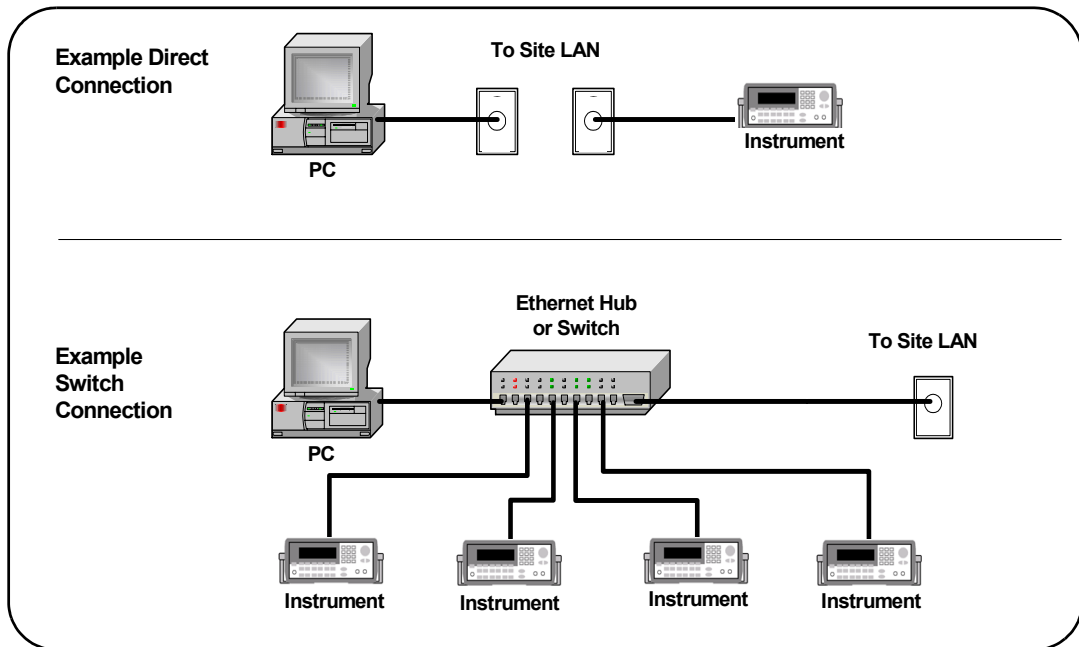 Example Direct
Connection
To Site LAN
PC
Instrument
Ethernet Hub
or Switch
To Site LAN
Example
Switch
Connection
PC
Instrument
Instrument
Instrument
Instrument